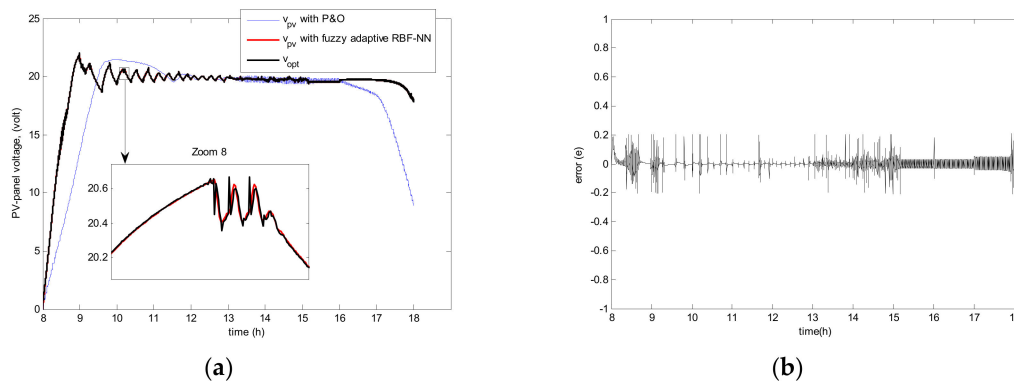 25
20
15
10
5
0
PV-panel voltage, (volt)
v_pv with P&O
v_pv with fuzzy adaptive RBF-NN
v_opt
Zoom 8
20.6
20.4
20.2
8 9 10 11 12 13 14 15 16 17 18
time (h)
(a)
1
0.8
0.6
0.4
0.2
0
-0.2
-0.4
-0.6
-0.8
-1
error (e)
8 9 10 11 12 13 14 15 16 17
time(h)
(b)